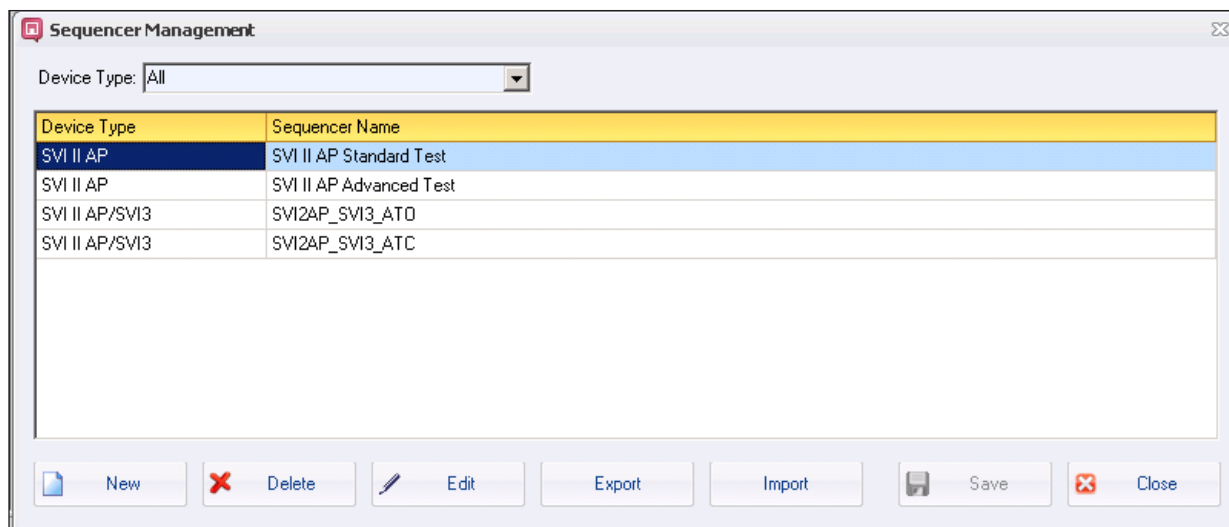 Sequencer Management
Device Type: All
Device Type Sequencer Name
SVI II AP SVI II AP Standard Test
SVI II AP SVI II AP Advanced Test
SVI II AP/SVI3 SVI2AP_SVI3_ATO
SVI II AP/SVI3 SVI2AP_SVI3_ATC
New Delete Edit Export Import Save Close